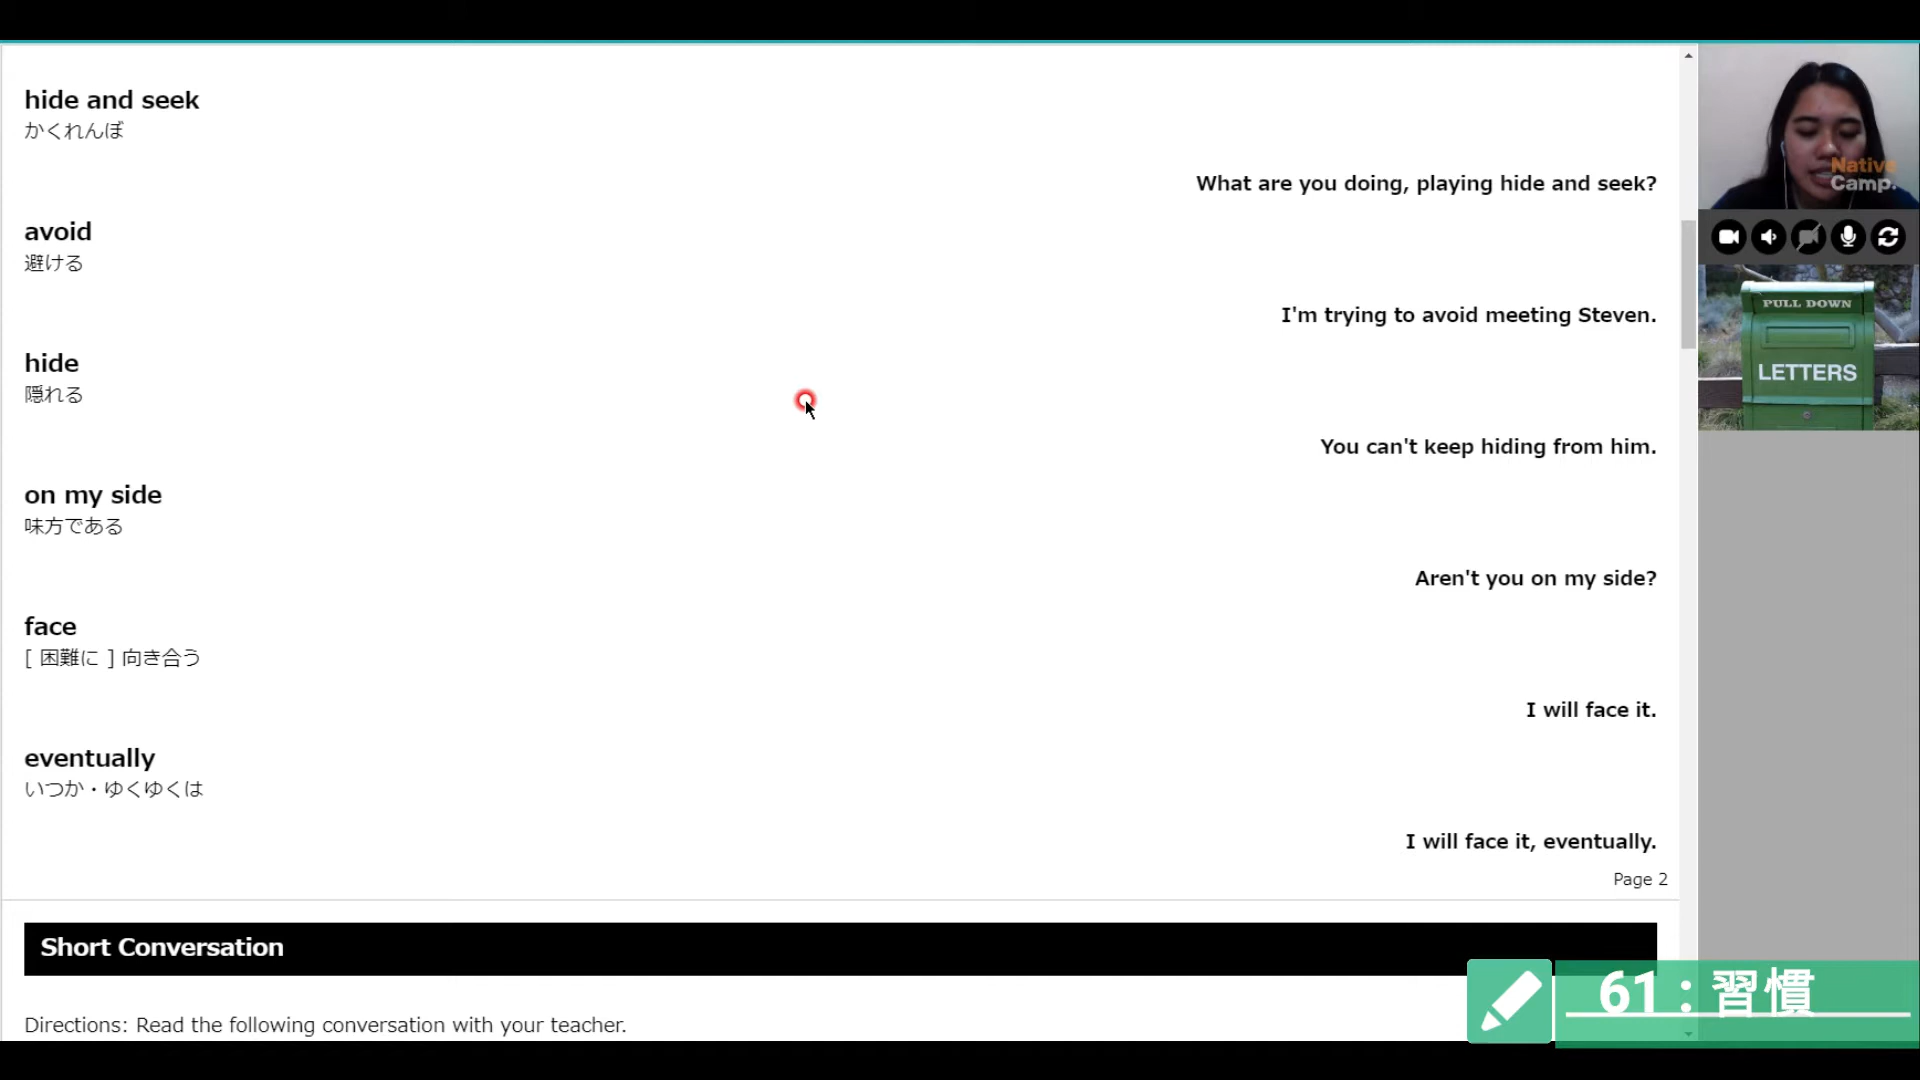 hide and seek
かくれんぼ
What are you doing, playing hide and seek?
avoid
避ける
I'm trying to avoid meeting Steven.
hide
隠れる
You can't keep hiding from him.
on my side
味方である
Aren't you on my side?
face
[ 困難に ] 向き合う
I will face it.
eventually
いつか・ゆくゆくは
I will face it, eventually.
Page 2
Short Conversation
Directions: Read the following conversation with your teacher.
Native
Camp.
PULL DOWN
LETTERS
61：習慣